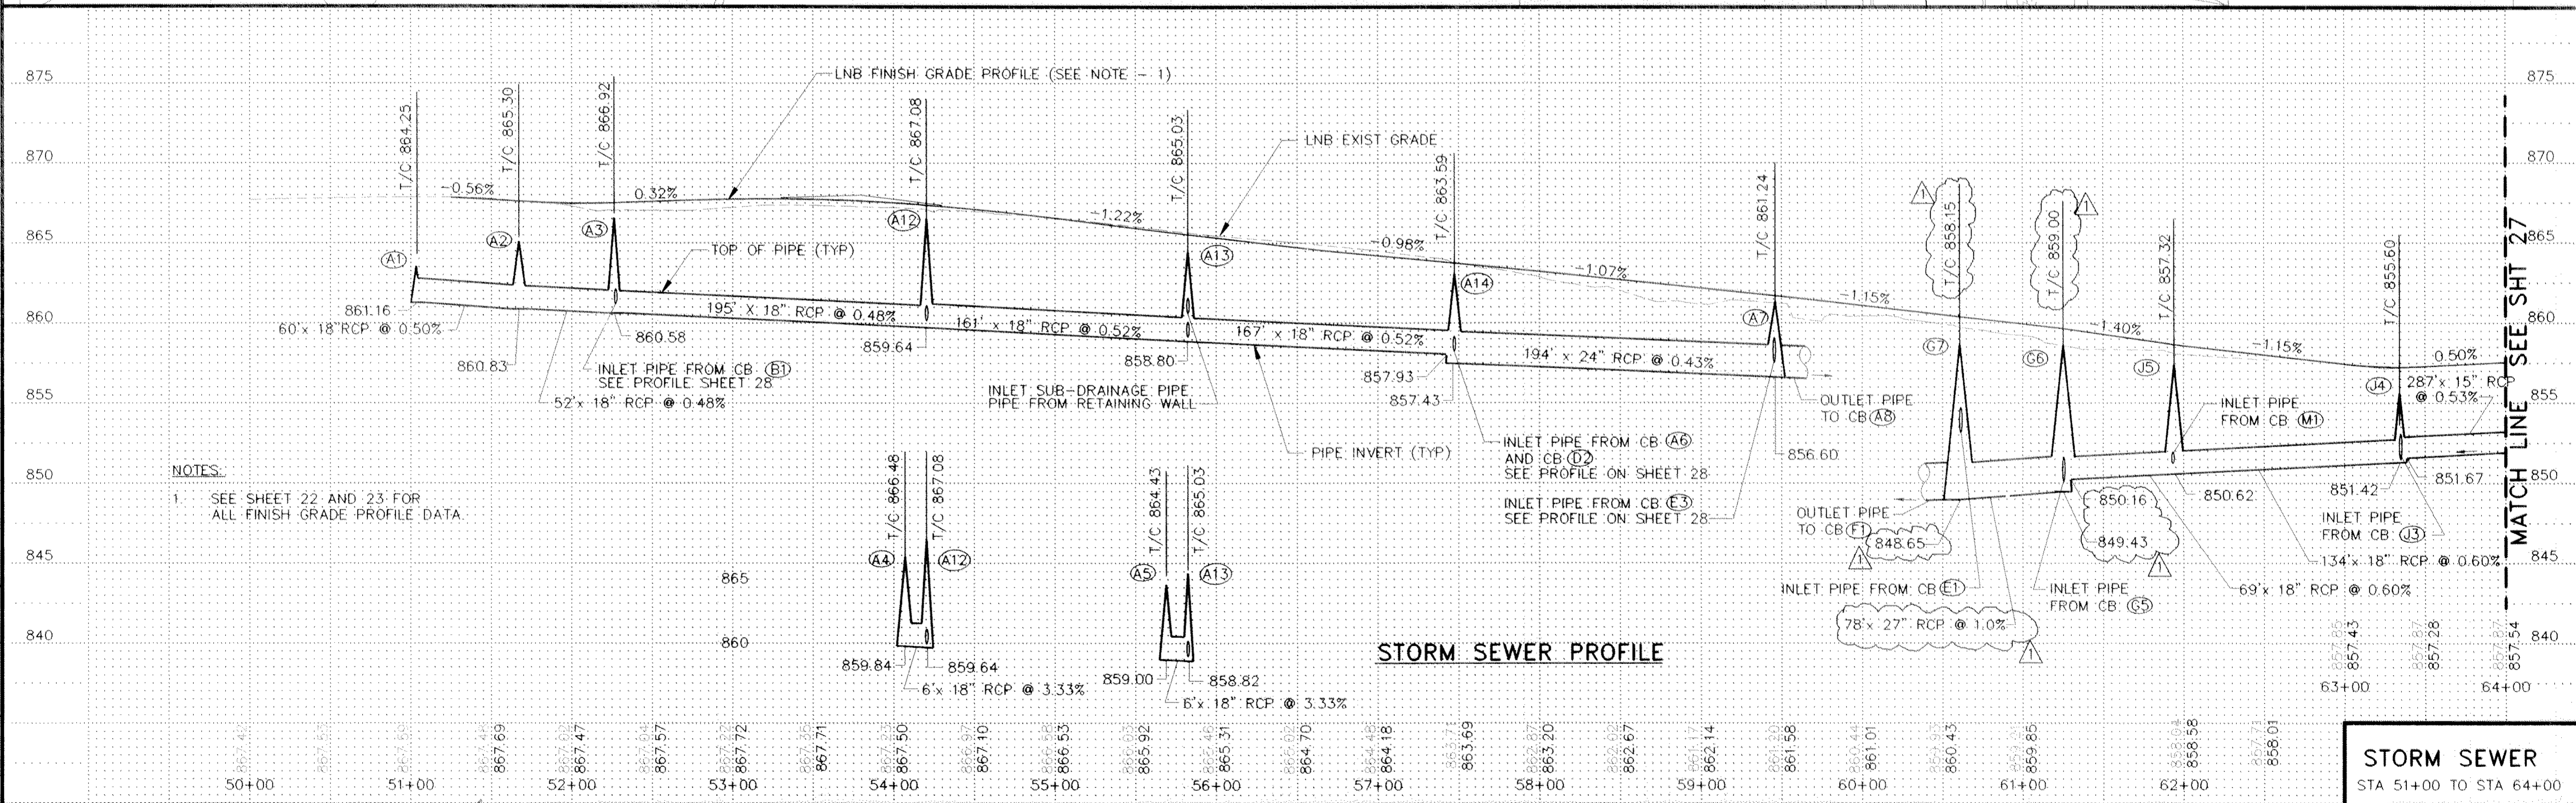 875
870
865
860
855
850
845
840
LNB FINISH GRADE PROFILE (SEE NOTE - 1)
T/C 864.25
T/C 865.30
T/C 866.92
T/C 867.08
T/C 865.03
T/C 863.59
T/C 861.24
T/C 858.15
T/C 859.00
T/C 857.32
T/C 855.60
LNB EXIST GRADE
-0.56%
0.32%
-1.22%
-0.98%
-1.07%
-1.15%
-1.40%
-1.15%
0.50%
A1
A2
A3
A12
A13
A14
A7
G7
G6
J5
J4
TOP OF PIPE (TYP)
861.16
60' x 18" RCP @ 0.50%
860.83
860.58
195' X 18" RCP @ 0.48%
859.64
161' x 18" RCP @ 0.52%
858.80
167' x 18" RCP @ 0.52%
857.93
857.43
194' x 24" RCP @ 0.43%
856.60
INLET PIPE FROM CB B1
SEE PROFILE SHEET 28
52' x 18" RCP @ 0.48%
INLET SUB-DRAINAGE PIPE
PIPE FROM RETAINING WALL
PIPE INVERT (TYP)
OUTLET PIPE
TO CB A8
INLET PIPE FROM CB A6
AND CB D2
SEE PROFILE ON SHEET 28
INLET PIPE FROM CB E3
SEE PROFILE ON SHEET 28
OUTLET PIPE
TO CB F1
848.65
1
1
1
1
1
INLET PIPE FROM CB E1
78' x 27" RCP @ 1.0%
850.16
849.43
INLET PIPE
FROM CB G5
850.62
INLET PIPE
FROM CB M1
287' x 15" RCP
@ 0.53%
851.42
851.67
INLET PIPE
FROM CB J3
134' x 18" RCP @ 0.60%
69' x 18" RCP @ 0.60%
875
870
865
860
855
850
845
840
MATCH LINE SEE SHT 27
NOTES:
1 SEE SHEET 22 AND 23 FOR
ALL FINISH GRADE PROFILE DATA.
T/C 866.48
T/C 867.08
A4
A12
865
860
859.84
859.64
6' x 18" RCP @ 3.33%
T/C 864.43
T/C 865.03
A5
A13
859.00
858.82
6' x 18" RCP @ 3.33%
STORM SEWER PROFILE
857.43
857.28
857.54
63+00
64+00
867.69
867.47
867.57
867.72
867.71
867.50
867.10
866.53
865.92
865.31
864.70
864.18
863.69
863.20
862.67
862.14
861.58
861.01
860.43
859.85
858.58
858.01
50+00
51+00
52+00
53+00
54+00
55+00
56+00
57+00
58+00
59+00
60+00
61+00
62+00
STORM SEWER
STA 51+00 TO STA 64+00